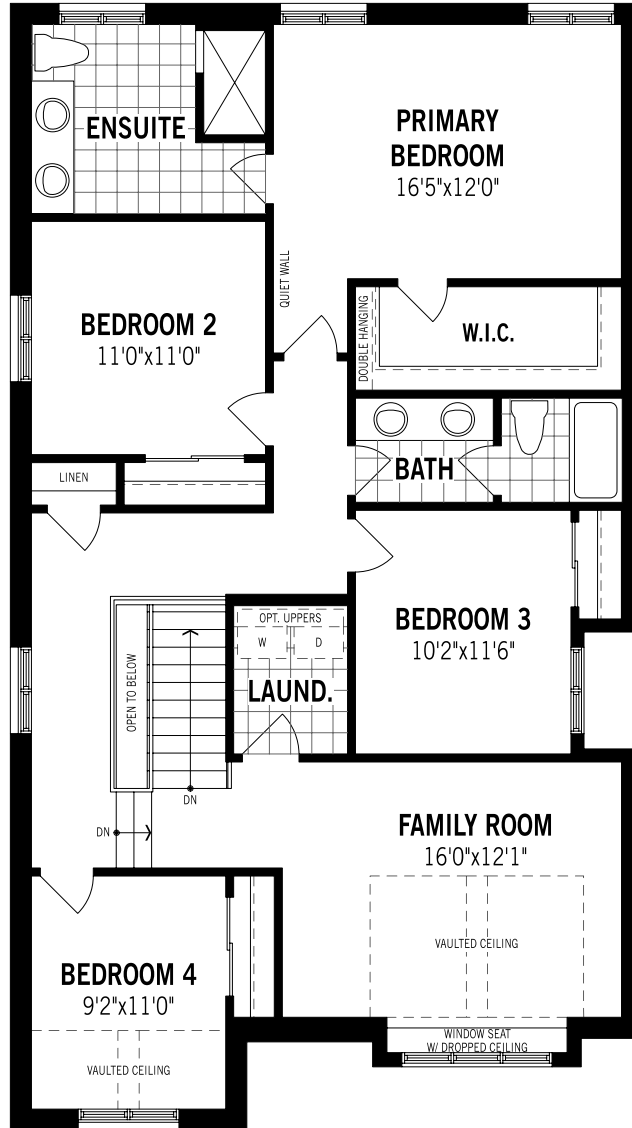 ENSUITE
PRIMARY
BEDROOM
16'5"x12'0"
QUIET WALL
BEDROOM 2
11'0"x11'0"
DOUBLE HANGING
W.I.C.
BATH
LINEN
OPT. UPPERS
W
D
LAUND.
BEDROOM 3
10'2"x11'6"
OPEN TO BELOW
DN
DN
FAMILY ROOM
16'0"x12'1"
VAULTED CEILING
BEDROOM 4
9'2"x11'0"
VAULTED CEILING
WINDOW SEAT
W/ DROPPED CEILING